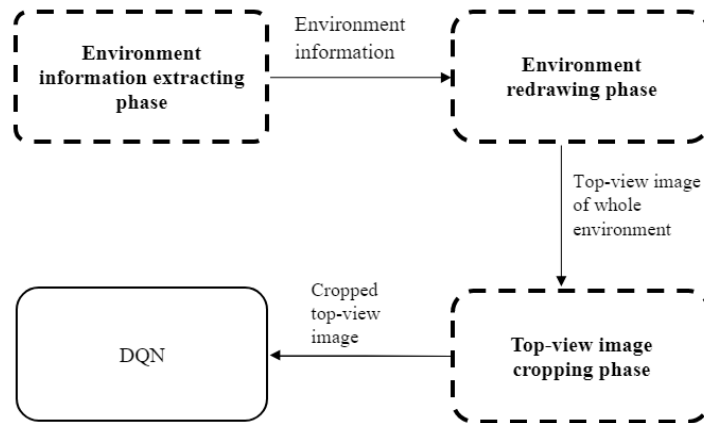 Environment
information extracting
phase
Environment
information
Environment
redrawing phase
Top-view image
of whole
environment
Top-view image
cropping phase
Cropped
top-view
image
DQN